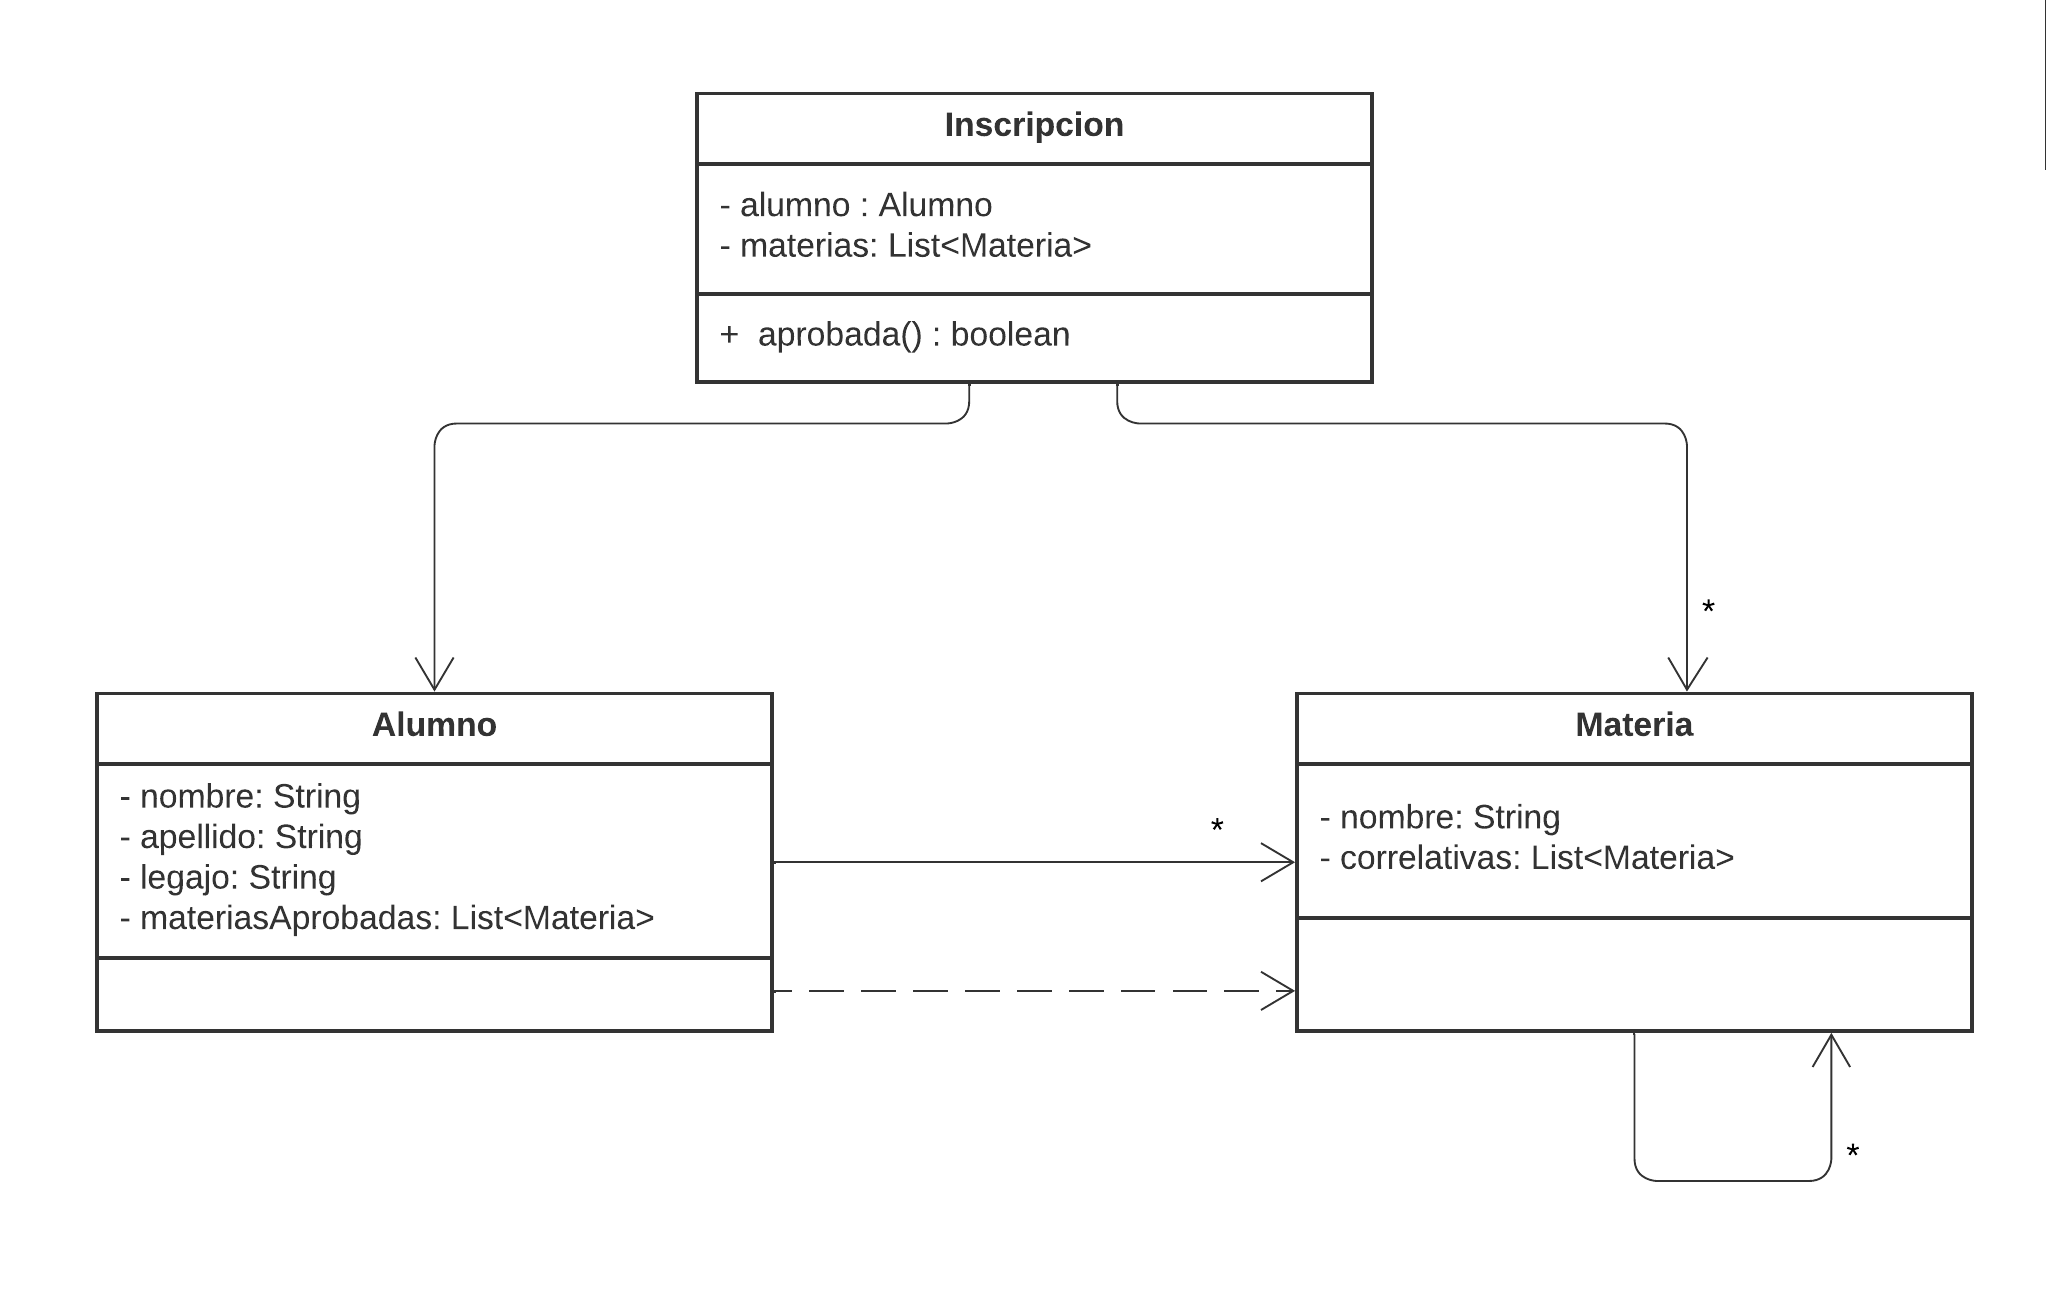 Inscripcion
- alumno : Alumno
- materias: List<Materia>
+  aprobada() : boolean
*
Alumno
- nombre: String
- apellido: String
- legajo: String
- materiasAprobadas: List<Materia>
*
Materia
- nombre: String
- correlativas: List<Materia>
*